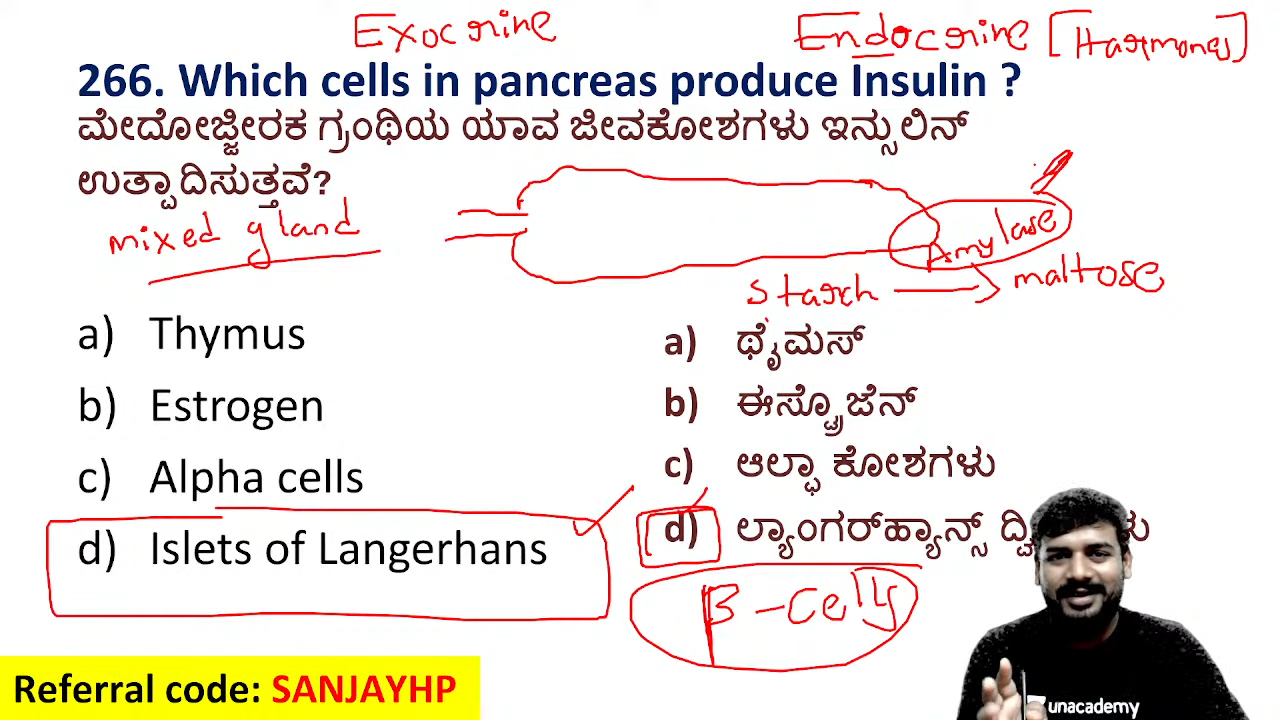 Exocrine
Endocrine [Harmones]
266. Which cells in pancreas produce Insulin ?
ಮೇದೋಜ್ಜೀರಕ ಗ್ರಂಥಿಯ ಯಾವ ಜೀವಕೋಶಗಳು ಇನ್ಸುಲಿನ್
ಉತ್ಪಾದಿಸುತ್ತವೆ?
mixed gland
Amylase
starch → maltose
a) Thymus
b) Estrogen
c) Alpha cells
d) Islets of Langerhans
a) ಥೈಮಸ್
b) ಈಸ್ಟ್ರೊಜೆನ್
c) ಆಲ್ಫಾ ಕೋಶಗಳು
d) ಲ್ಯಾಂಗರ್‌ಹ್ಯಾನ್ಸ್
β-Cells
Referral code: SANJAYHP
unacademy